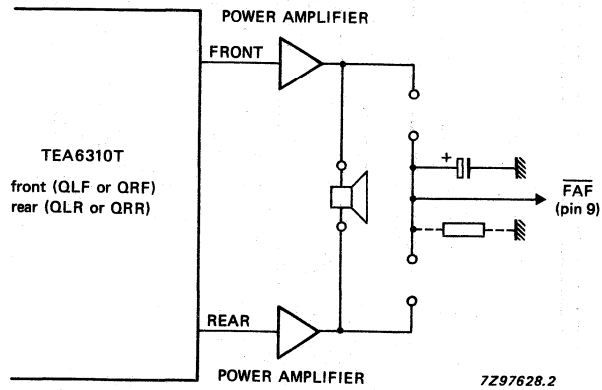 POWER AMPLIFIER
FRONT
TEA6310T
front (QLF or QRF)
rear (QLR or QRR)
+
FAF
(pin 9)
REAR
POWER AMPLIFIER
7Z97628.2